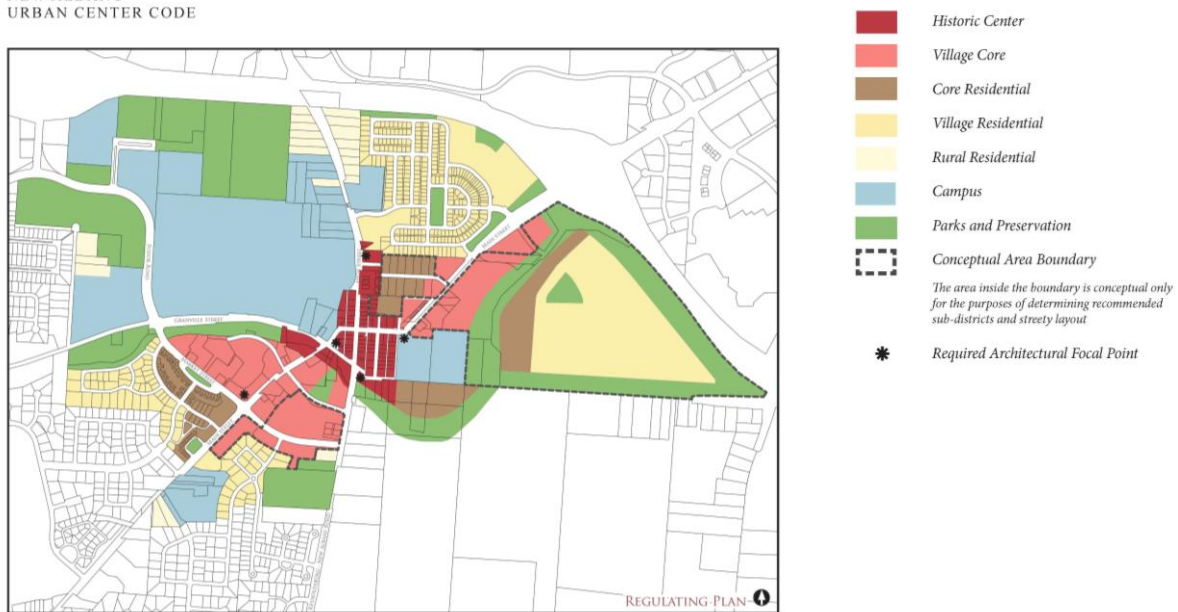 URBAN CENTER CODE
Historic Center
Village Core
Core Residential
Village Residential
Rural Residential
Campus
Parks and Preservation
Conceptual Area Boundary
The area inside the boundary is conceptual only
for the purposes of determining recommended
sub-districts and streety layout
Required Architectural Focal Point
MAIN STREET
GRANVILLE STREET
REGULATING PLAN